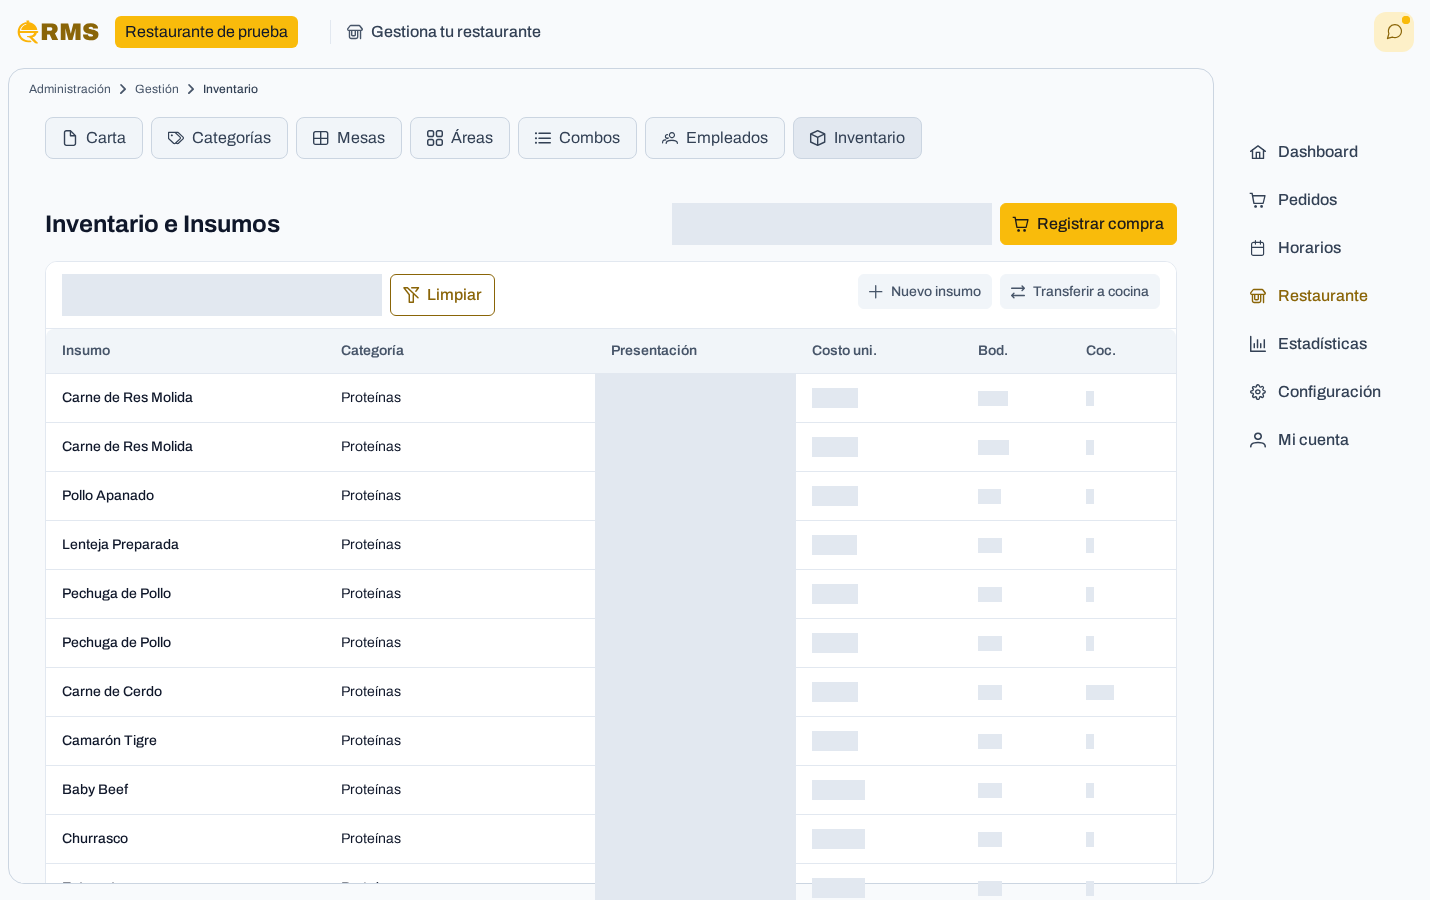 RMS
Restaurante de prueba
Gestiona tu restaurante
Administración > Gestión > Inventario
Carta
Categorías
Mesas
Áreas
Combos
Empleados
Inventario
Inventario e Insumos
Registrar compra
Limpiar
Nuevo insumo
Transferir a cocina
Insumo Categoría Presentación Costo uni. Bod. Coc.
Carne de Res Molida Proteínas
Carne de Res Molida Proteínas
Pollo Apanado Proteínas
Lenteja Preparada Proteínas
Pechuga de Pollo Proteínas
Pechuga de Pollo Proteínas
Carne de Cerdo Proteínas
Camarón Tigre Proteínas
Baby Beef Proteínas
Churrasco Proteínas
Dashboard
Pedidos
Horarios
Restaurante
Estadísticas
Configuración
Mi cuenta